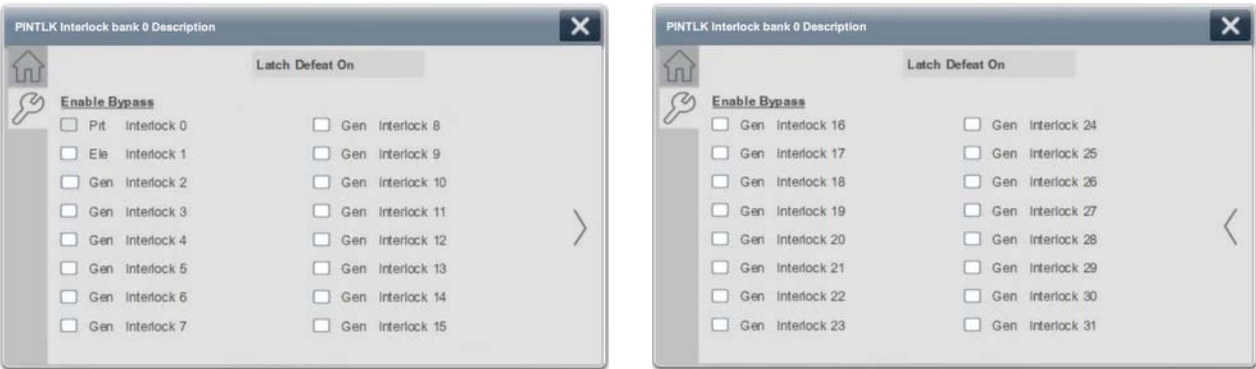 PINTLK Interlock bank 0 Description
Latch Defeat On
Enable Bypass
Prt Interlock 0
Ele Interlock 1
Gen Interlock 2
Gen Interlock 3
Gen Interlock 4
Gen Interlock 5
Gen Interlock 6
Gen Interlock 7
Gen Interlock 8
Gen Interlock 9
Gen Interlock 10
Gen Interlock 11
Gen Interlock 12
Gen Interlock 13
Gen Interlock 14
Gen Interlock 15
PINTLK Interlock bank 0 Description
Latch Defeat On
Enable Bypass
Gen Interlock 16
Gen Interlock 17
Gen Interlock 18
Gen Interlock 19
Gen Interlock 20
Gen Interlock 21
Gen Interlock 22
Gen Interlock 23
Gen Interlock 24
Gen Interlock 25
Gen Interlock 26
Gen Interlock 27
Gen Interlock 28
Gen Interlock 29
Gen Interlock 30
Gen Interlock 31